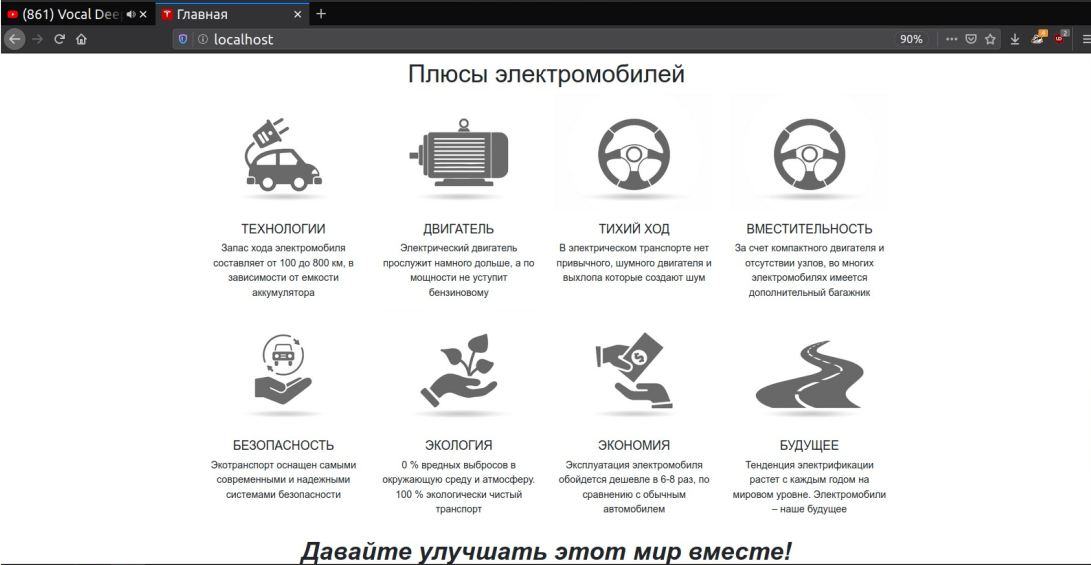 (861) Vocal Deep
Главная
localhost
90%
4
2
Плюсы электромобилей
ТЕХНОЛОГИИ
Запас хода электромобиля
составляет от 100 до 800 км, в
зависимости от емкости
аккумулятора
ДВИГАТЕЛЬ
Электрический двигатель
прослужит намного дольше, а по
мощности не уступит
бензиновому
ТИХИЙ ХОД
В электрическом транспорте нет
привычного, шумного двигателя и
выхлопа которые создают шум
ВМЕСТИТЕЛЬНОСТЬ
За счет компактного двигателя и
отсутствии узлов, во многих
электромобилях имеется
дополнительный багажник
БЕЗОПАСНОСТЬ
Экотранспорт оснащен самыми
современными и надежными
системами безопасности
ЭКОЛОГИЯ
0 % вредных выбросов в
окружающую среду и атмосферу.
100 % экологически чистый
транспорт
ЭКОНОМИЯ
Эксплуатация электромобиля
обойдется дешевле в 6-8 раз, по
сравнению с обычным
автомобилем
БУДУЩЕЕ
Тенденция электрификации
растет с каждым годом на
мировом уровне. Электромобили
– наше будущее
Давайте улучшать этот мир вместе!